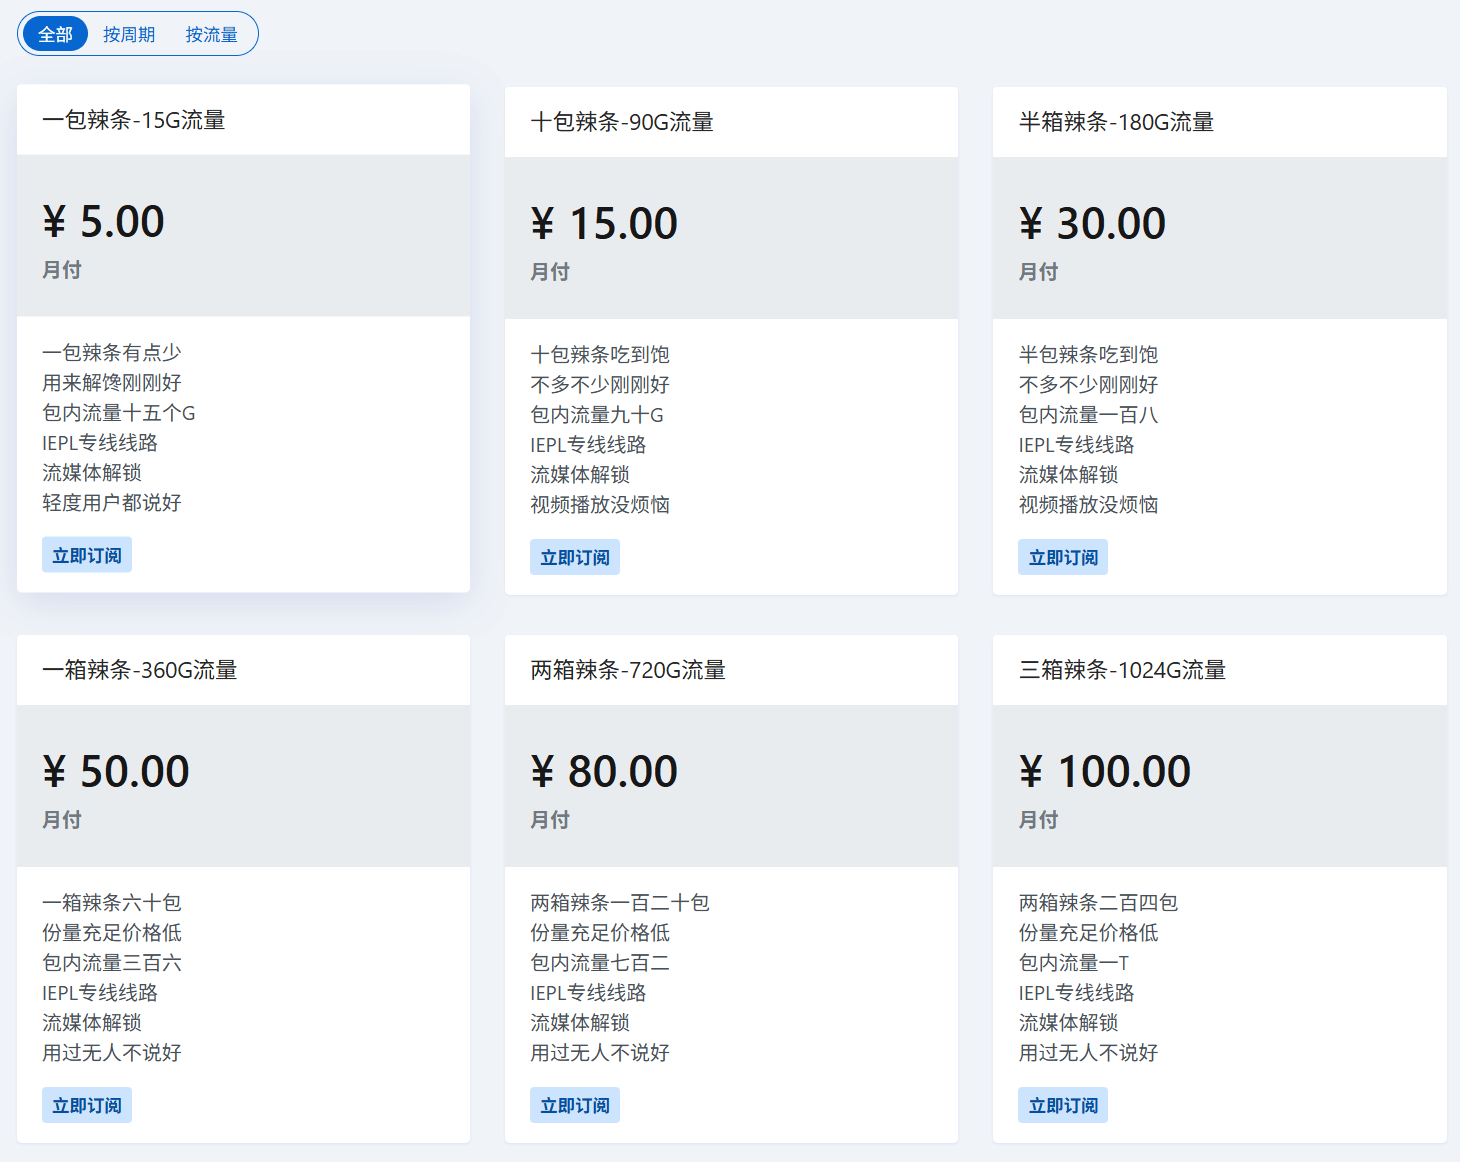 全部 按周期 按流量
一包辣条-15G流量
¥ 5.00
月付
一包辣条有点少
用来解馋刚刚好
包内流量十五个G
IEPL专线线路
流媒体解锁
轻度用户都说好
立即订阅
十包辣条-90G流量
¥ 15.00
月付
十包辣条吃到饱
不多不少刚刚好
包内流量九十G
IEPL专线线路
流媒体解锁
视频播放没烦恼
立即订阅
半箱辣条-180G流量
¥ 30.00
月付
半包辣条吃到饱
不多不少刚刚好
包内流量一百八
IEPL专线线路
流媒体解锁
视频播放没烦恼
立即订阅
一箱辣条-360G流量
¥ 50.00
月付
一箱辣条六十包
份量充足价格低
包内流量三百六
IEPL专线线路
流媒体解锁
用过无人不说好
立即订阅
两箱辣条-720G流量
¥ 80.00
月付
两箱辣条一百二十包
份量充足价格低
包内流量七百二
IEPL专线线路
流媒体解锁
用过无人不说好
立即订阅
三箱辣条-1024G流量
¥ 100.00
月付
两箱辣条二百四包
份量充足价格低
包内流量一T
IEPL专线线路
流媒体解锁
用过无人不说好
立即订阅